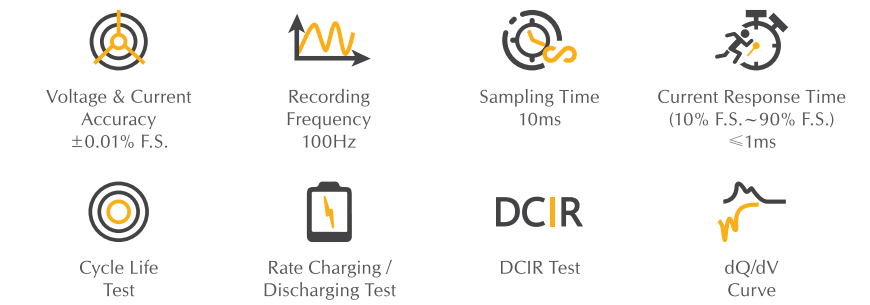 Voltage & Current
Accuracy
±0.01% F.S.
Recording
Frequency
100Hz
Sampling Time
10ms
Current Response Time
(10% F.S.~90% F.S.)
≤1ms
Cycle Life
Test
Rate Charging /
Discharging Test
DCIR
DCIR Test
dQ/dV
Curve